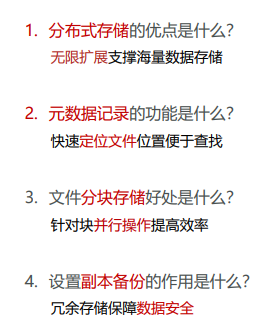 1. 分布式存储的优点是什么？
无限扩展支撑海量数据存储
2. 元数据记录的功能是什么？
快速定位文件位置便于查找
3. 文件分块存储好处是什么？
针对块并行操作提高效率
4. 设置副本备份的作用是什么？
冗余存储保障数据安全